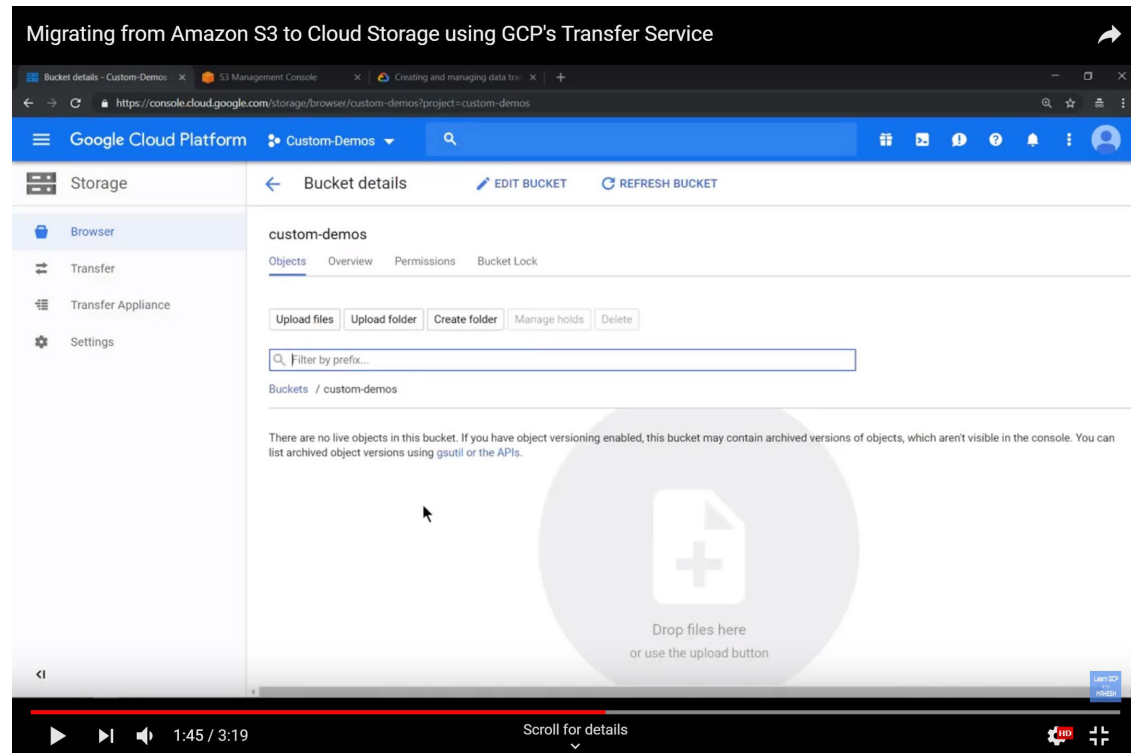 Migrating from Amazon S3 to Cloud Storage using GCP's Transfer Service
Bucket details - Custom-Demos
S3 Management Console
Creating and managing data tran
https://console.cloud.google.com/storage/browser/custom-demos?project=custom-demos
Google Cloud Platform
Custom-Demos
Storage
Bucket details
EDIT BUCKET
REFRESH BUCKET
Browser
Transfer
Transfer Appliance
Settings
custom-demos
Objects Overview Permissions Bucket Lock
Upload files Upload folder Create folder Manage holds Delete
Filter by prefix...
Buckets / custom-demos
There are no live objects in this bucket. If you have object versioning enabled, this bucket may contain archived versions of objects, which aren't visible in the console. You can
list archived object versions using gsutil or the APIs.
Drop files here
or use the upload button
Learn GCP
MAHESH
1:45 / 3:19
Scroll for details
HD